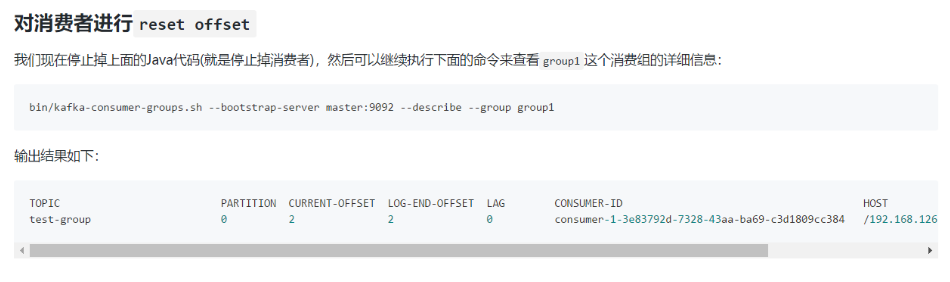 对消费者进行 reset offset
我们现在停止掉上面的Java代码(就是停止掉消费者)，然后可以继续执行下面的命令来查看 group1 这个消费组的详细信息：
bin/kafka-consumer-groups.sh --bootstrap-server master:9092 --describe --group group1
输出结果如下：
TOPIC PARTITION CURRENT-OFFSET LOG-END-OFFSET LAG CONSUMER-ID HOST
test-group 0 2 2 0 consumer-1-3e83792d-7328-43aa-ba69-c3d1809cc384 /192.168.126